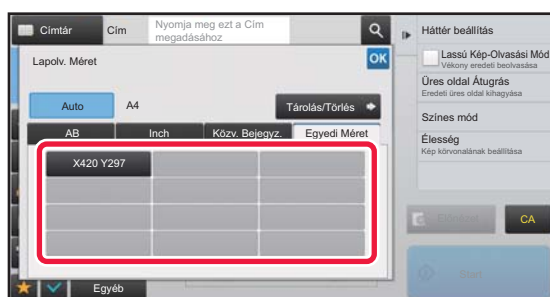 Címtár
Cím
Nyomja meg ezt a Cím
megadásához
Lapolv. Méret
OK
Auto
A4
Tárolás/Törlés
AB
Inch
Közv. Bejegyz.
Egyedi Méret
X420 Y297
Egyéb
Háttér beállítás
Lassú Kép-Olvasási Mód
Vékony eredeti beolvasása
Üres oldal Átugrás
Eredeti üres oldal kihagyása
Színes mód
Élesség
Kép körvonalának beállítása
Előnézet
CA
Start